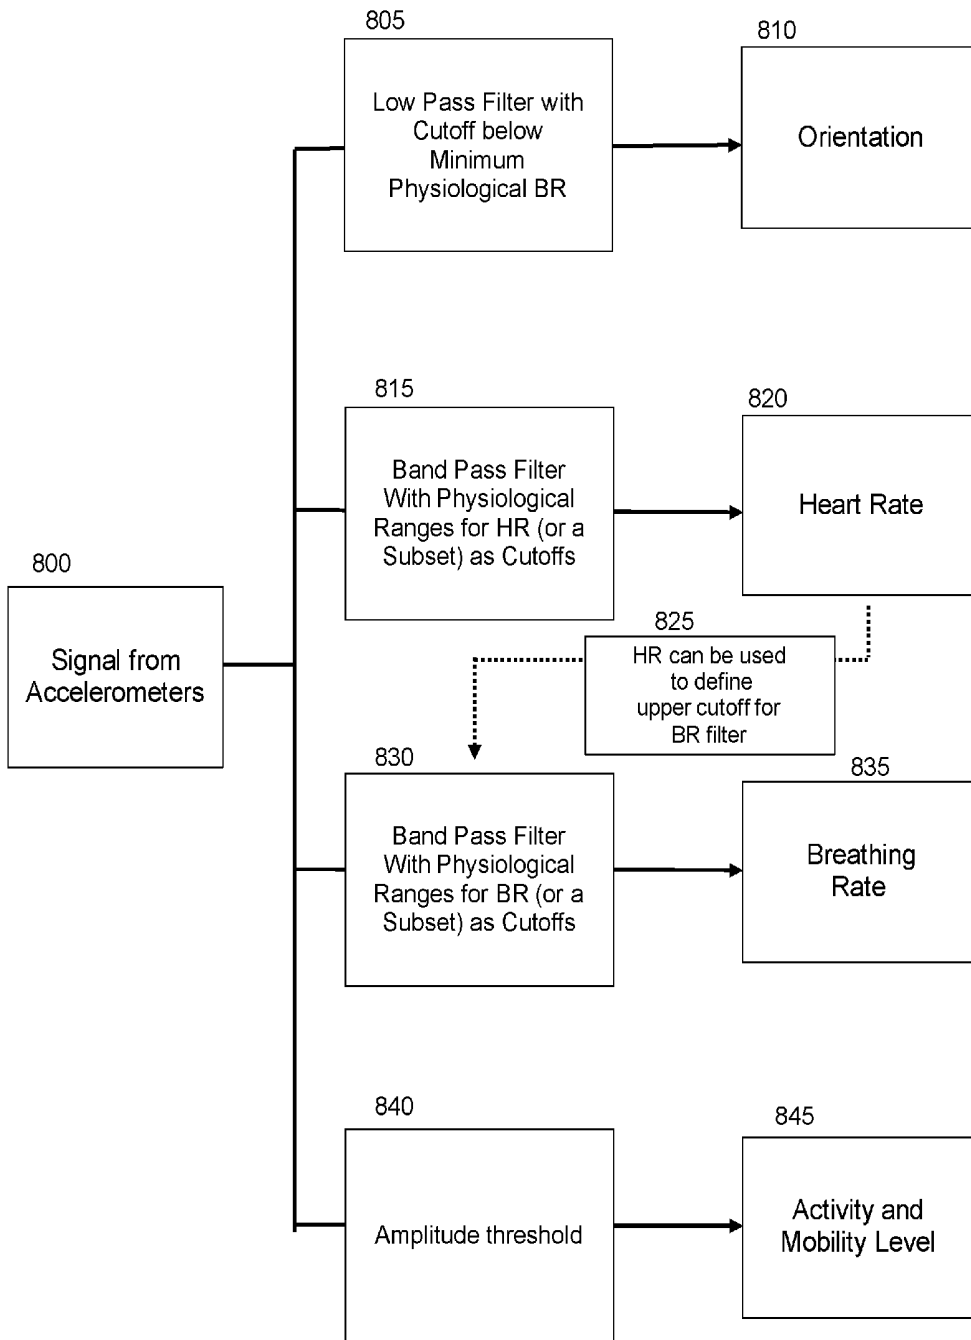 805
810
Low Pass Filter with
Cutoff below
Minimum
Physiological BR
Orientation
815
820
Band Pass Filter
With Physiological
Ranges for HR (or a
Subset) as Cutoffs
Heart Rate
800
Signal from
Accelerometers
825
HR can be used
to define
upper cutoff for
BR filter
830
835
Band Pass Filter
With Physiological
Ranges for BR (or a
Subset) as Cutoffs
Breathing
Rate
840
845
Amplitude threshold
Activity and
Mobility Level